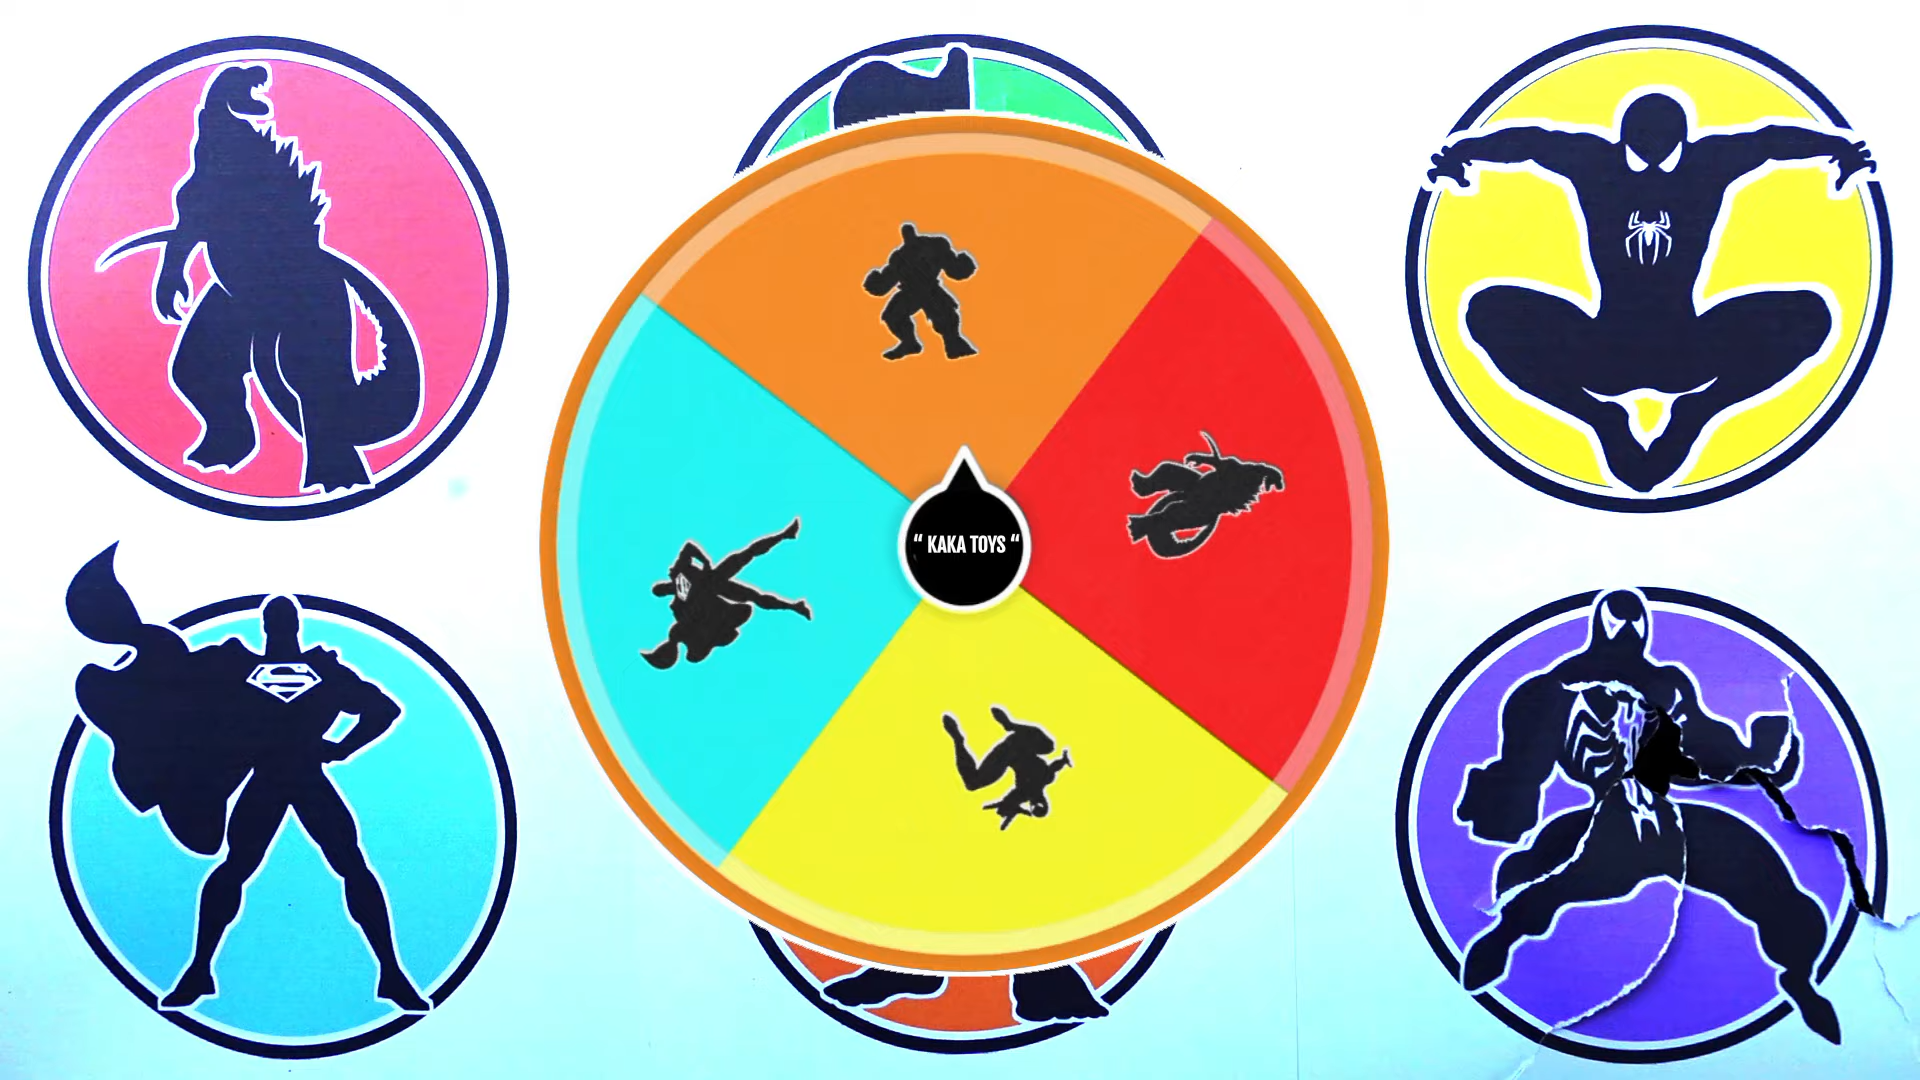 “ KAKA TOYS “